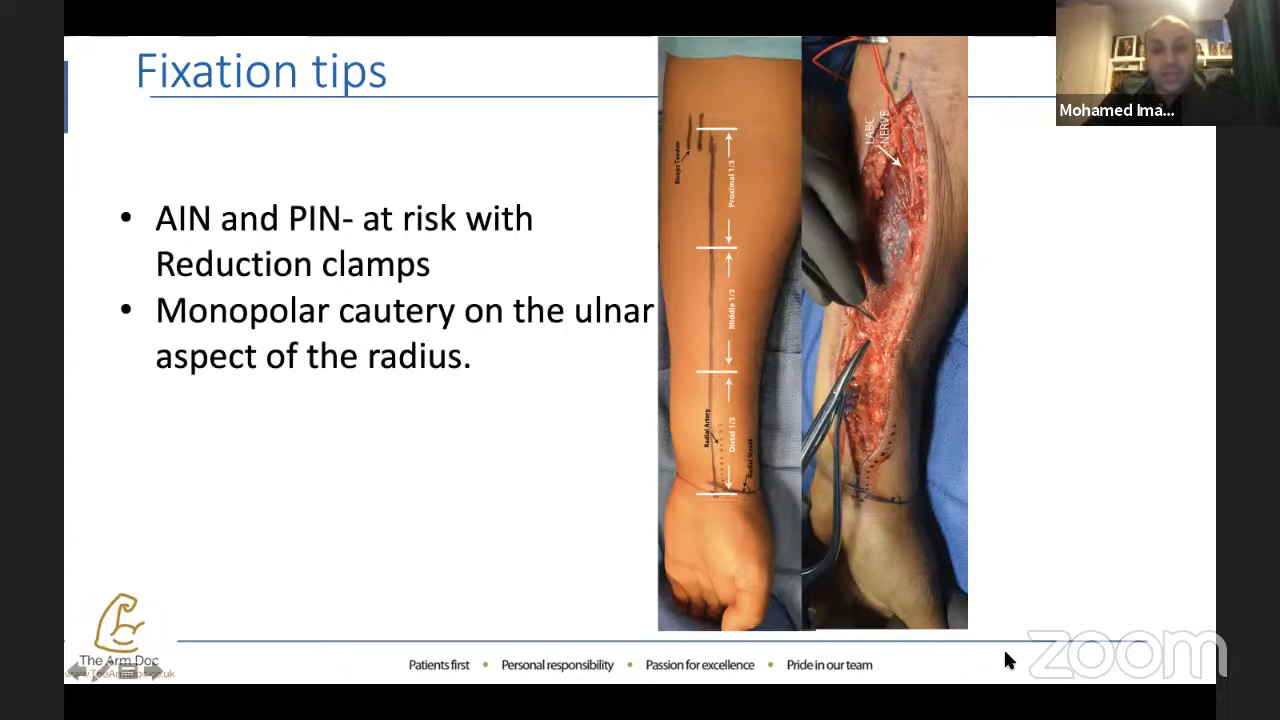 Fixation tips
Mohamed Ima...
• AIN and PIN- at risk with
Reduction clamps
• Monopolar cautery on the ulnar
aspect of the radius.
Biceps Tendon
Proximal 1/3
Middle 1/3
Distal 1/3
Radial Artery
Radial Styloid
LABC
NERVE
The Arm Doc
Patients first • Personal responsibility • Passion for excellence • Pride in our team
zoom